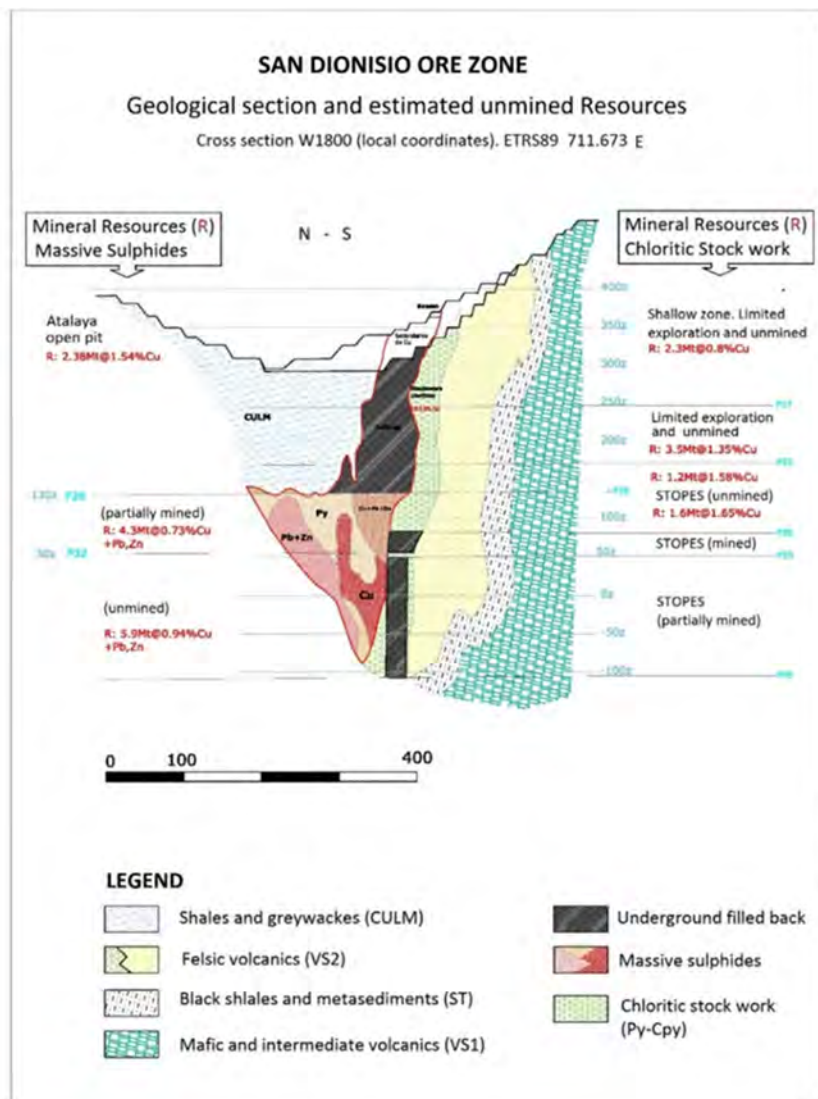 SAN DIONISIO ORE ZONE
Geological section and estimated unmined Resources
Cross section W1800 (local coordinates). ETRS89 711.673 E
Mineral Resources (R)
Massive Sulphides
N - S
Mineral Resources (R)
Chloritic Stock work
Atalaya
open pit
R: 2.38Mt@1.54%Cu
CULM
(partially mined)
R: 4.3Mt@0.73%Cu
+Pb,Zn
(unmined)
R: 5.9Mt@0.94%Cu
+Pb,Zn
Py
Pb+Zn
Cu
400z
350z
300z
250z
200z
100z
50z
0z
-50z
-100z
Shallow zone. Limited
exploration and unmined
R: 2.3Mt@0.8%Cu
Limited exploration
and unmined
R: 3.5Mt@1.35%Cu
R: 1.2Mt@1.58%Cu
STOPES (unmined)
R: 1.6Mt@1.65%Cu
STOPES (mined)
STOPES
(partially mined)
0 100 400
LEGEND
Shales and greywackes (CULM)
Felsic volcanics (VS2)
Black shlales and metasediments (ST)
Mafic and intermediate volcanics (VS1)
Underground filled back
Massive sulphides
Chloritic stock work
(Py-Cpy)